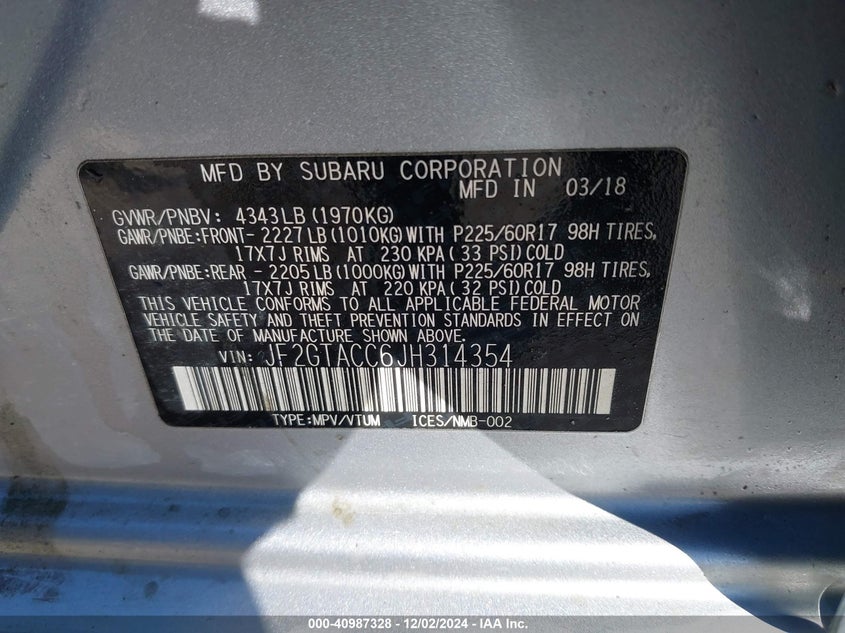 MFD BY SUBARU CORPORATION
MFD IN 03/18
GVWR/PNBV: 4343LB(1970KG)
GAWR/PNBE:FRONT-2227LB(1010KG)WITH P225/60R17 98H TIRES,
17X7J RIMS AT 230 KPA( 33 PSI)COLD
GAWR/PNBE:REAR -2205LB(1000KG)WITH P225/60R17 98H TIRES,
17X7J RIMS AT 220 KPA( 32 PSI)COLD
THIS VEHICLE CONFORMS TO ALL APPLICABLE FEDERAL MOTOR
VEHICLE SAFETY AND THEFT PREVENTION STANDARDS IN EFFECT ON
THE DATE OF MANUFACTURE SHOWN ABOVE.
VIN: JF2GTACC6JH314354
TYPE:MPV/VTUM ICES/NMB-002
000-40987328 - 12/02/2024 - IAA Inc.